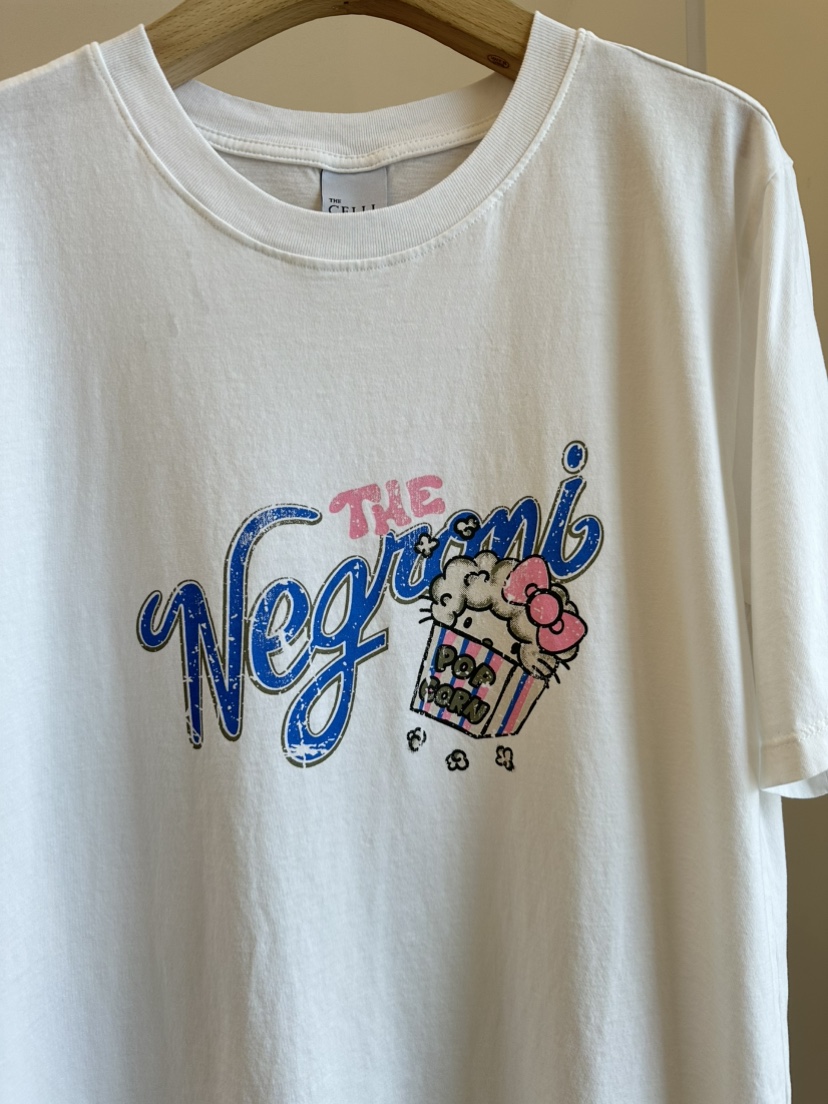 THE
THE
Negroni
POP
CORN